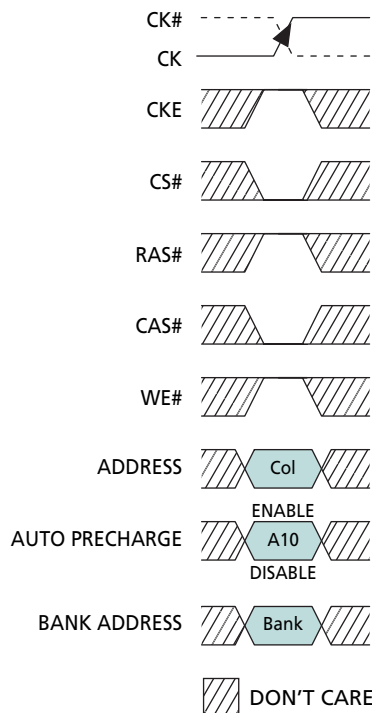 CK#
CK
CKE
CS#
RAS#
CAS#
WE#
ADDRESS
Col
ENABLE
AUTO PRECHARGE
A10
DISABLE
BANK ADDRESS
Bank
DON'T CARE